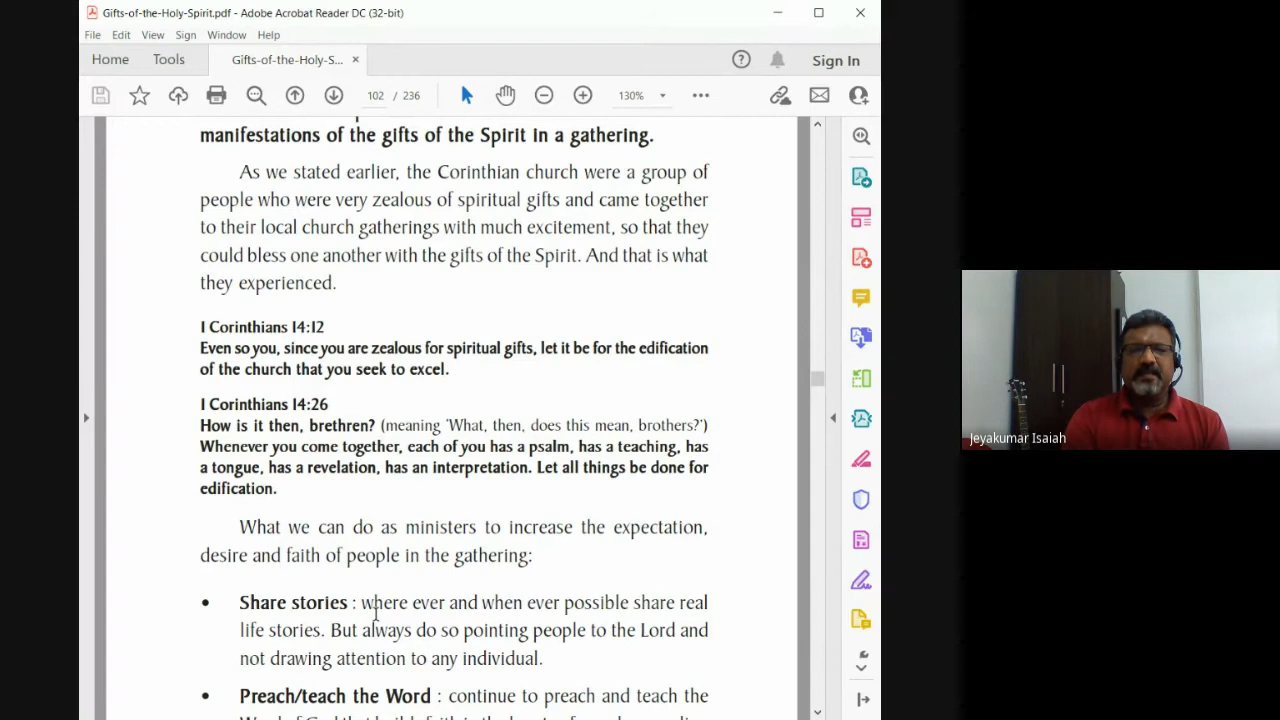 Gifts-of-the-Holy-Spirit.pdf - Adobe Acrobat Reader DC (32-bit)
File Edit View Sign Window Help
Home Tools Gifts-of-the-Holy-S... × Sign In
102 / 236 130%
manifestations of the gifts of the Spirit in a gathering.
As we stated earlier, the Corinthian church were a group of
people who were very zealous of spiritual gifts and came together
to their local church gatherings with much excitement, so that they
could bless one another with the gifts of the Spirit. And that is what
they experienced.
I Corinthians 14:12
Even so you, since you are zealous for spiritual gifts, let it be for the edification
of the church that you seek to excel.
I Corinthians 14:26
How is it then, brethren? (meaning 'What, then, does this mean, brothers?')
Whenever you come together, each of you has a psalm, has a teaching, has
a tongue, has a revelation, has an interpretation. Let all things be done for
edification.
What we can do as ministers to increase the expectation,
desire and faith of people in the gathering:
• Share stories : where ever and when ever possible share real
life stories. But always do so pointing people to the Lord and
not drawing attention to any individual.
• Preach/teach the Word : continue to preach and teach the
Jeyakumar Isaiah